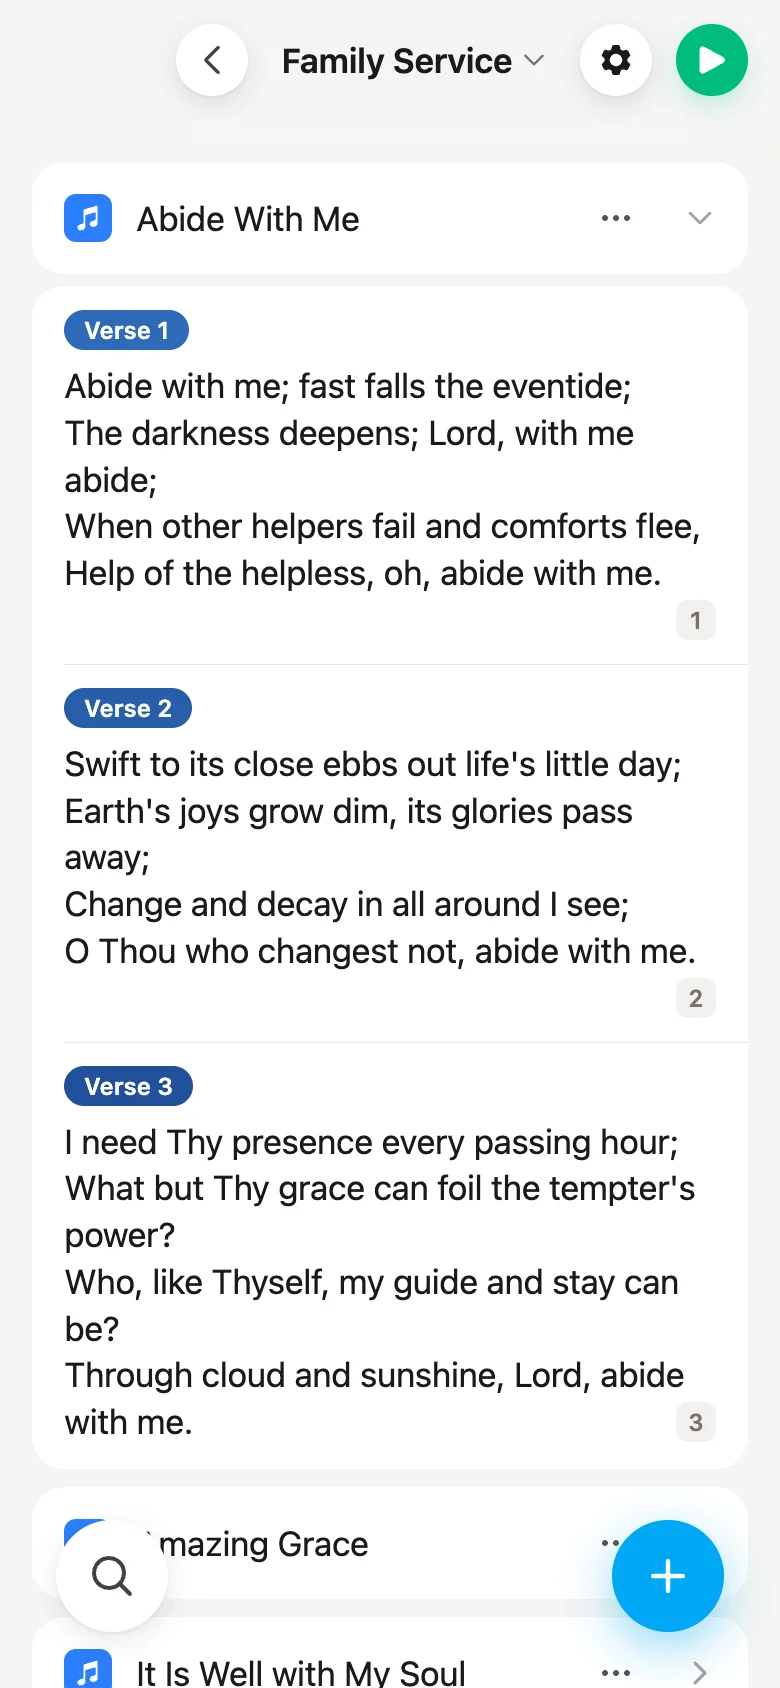 Family Service
Abide With Me
Verse 1
Abide with me; fast falls the eventide;
The darkness deepens; Lord, with me
abide;
When other helpers fail and comforts flee,
Help of the helpless, oh, abide with me.
1
Verse 2
Swift to its close ebbs out life's little day;
Earth's joys grow dim, its glories pass
away;
Change and decay in all around I see;
O Thou who changest not, abide with me.
2
Verse 3
I need Thy presence every passing hour;
What but Thy grace can foil the tempter's
power?
Who, like Thyself, my guide and stay can
be?
Through cloud and sunshine, Lord, abide
with me.
3
Amazing Grace
It Is Well with My Soul